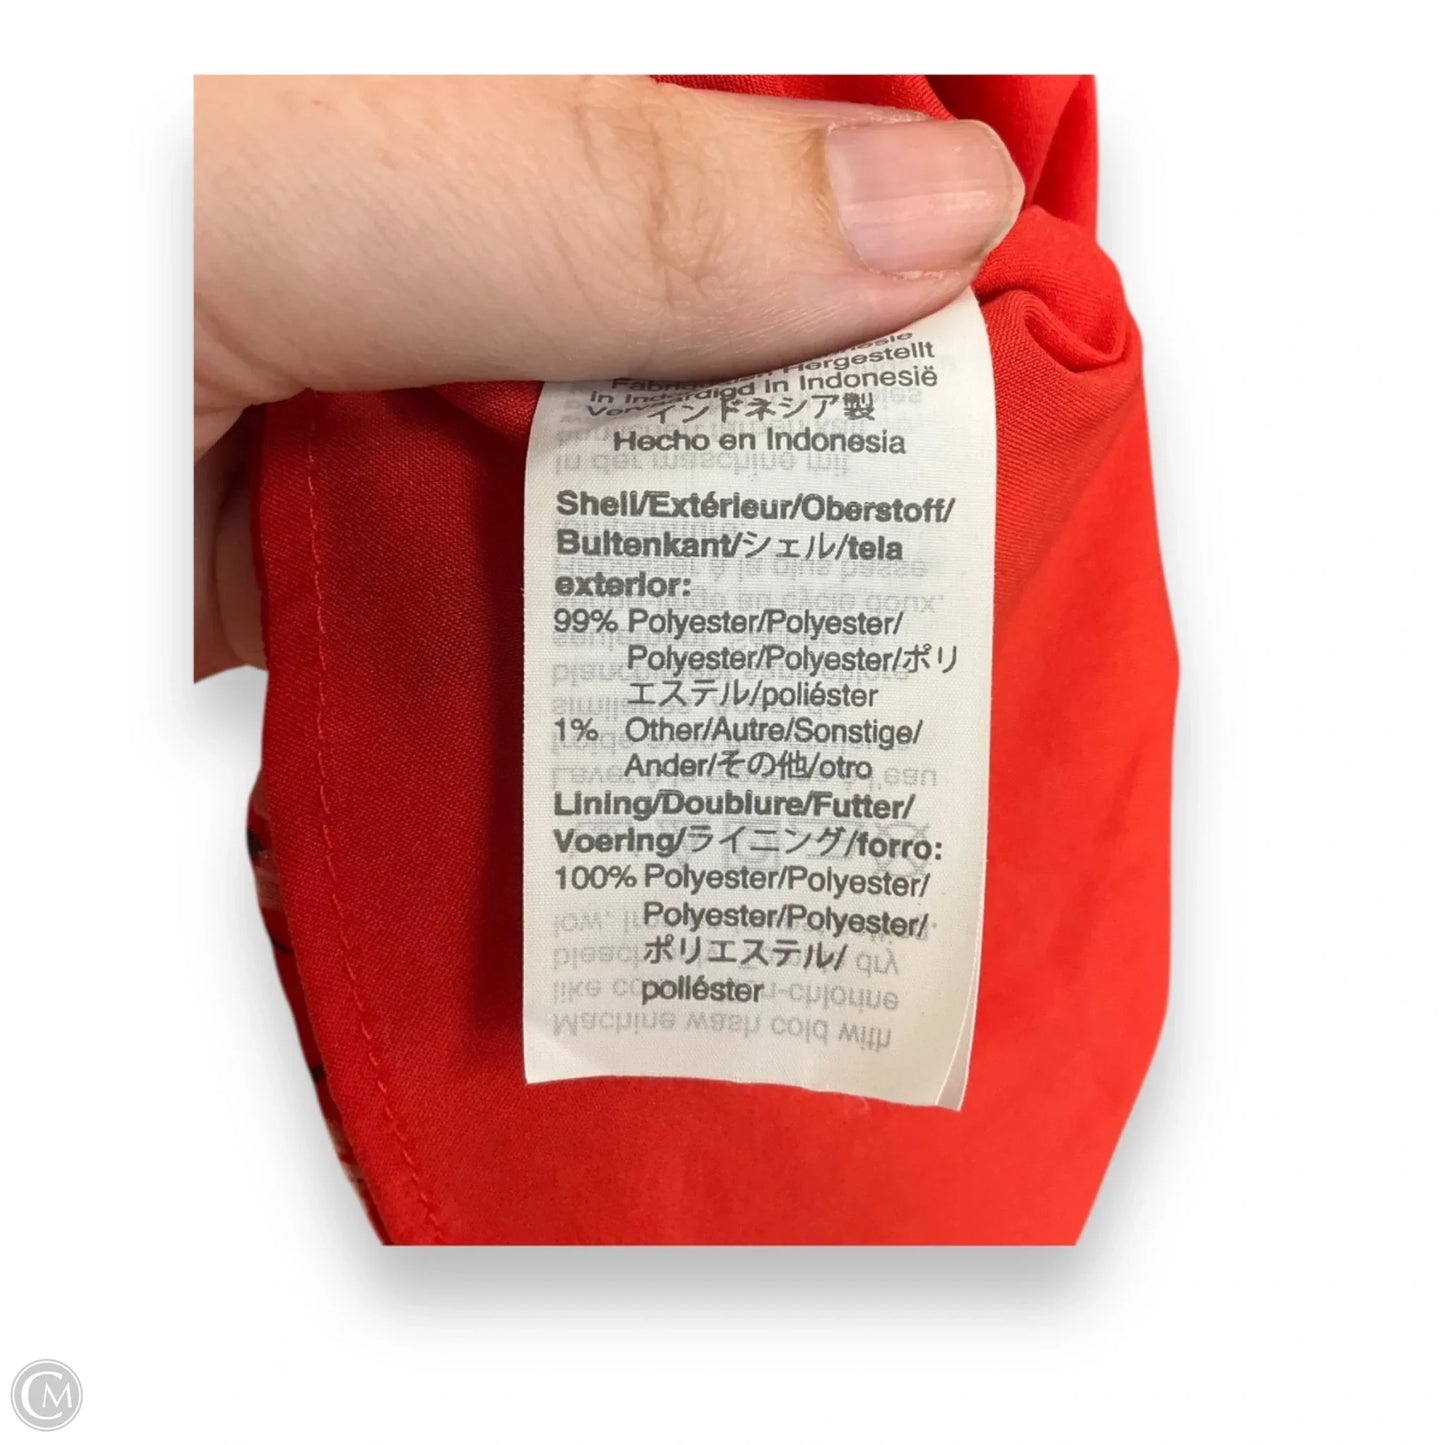 Hergestellt
in Indonesië
インドネシア製
Hecho en Indonesia
Shell/Extérieur/Oberstoff/
Buitenkant/シェル/tela
exterior:
99% Polyester/Polyester/
Polyester/Polyester/ポリ
エステル/poliéster
1% Other/Autre/Sonstige/
Ander/その他/otro
Lining/Doublure/Futter/
Voering/ライニング/forro:
100% Polyester/Polyester/
Polyester/Polyester/
ポリエステル/
poliéster
CM